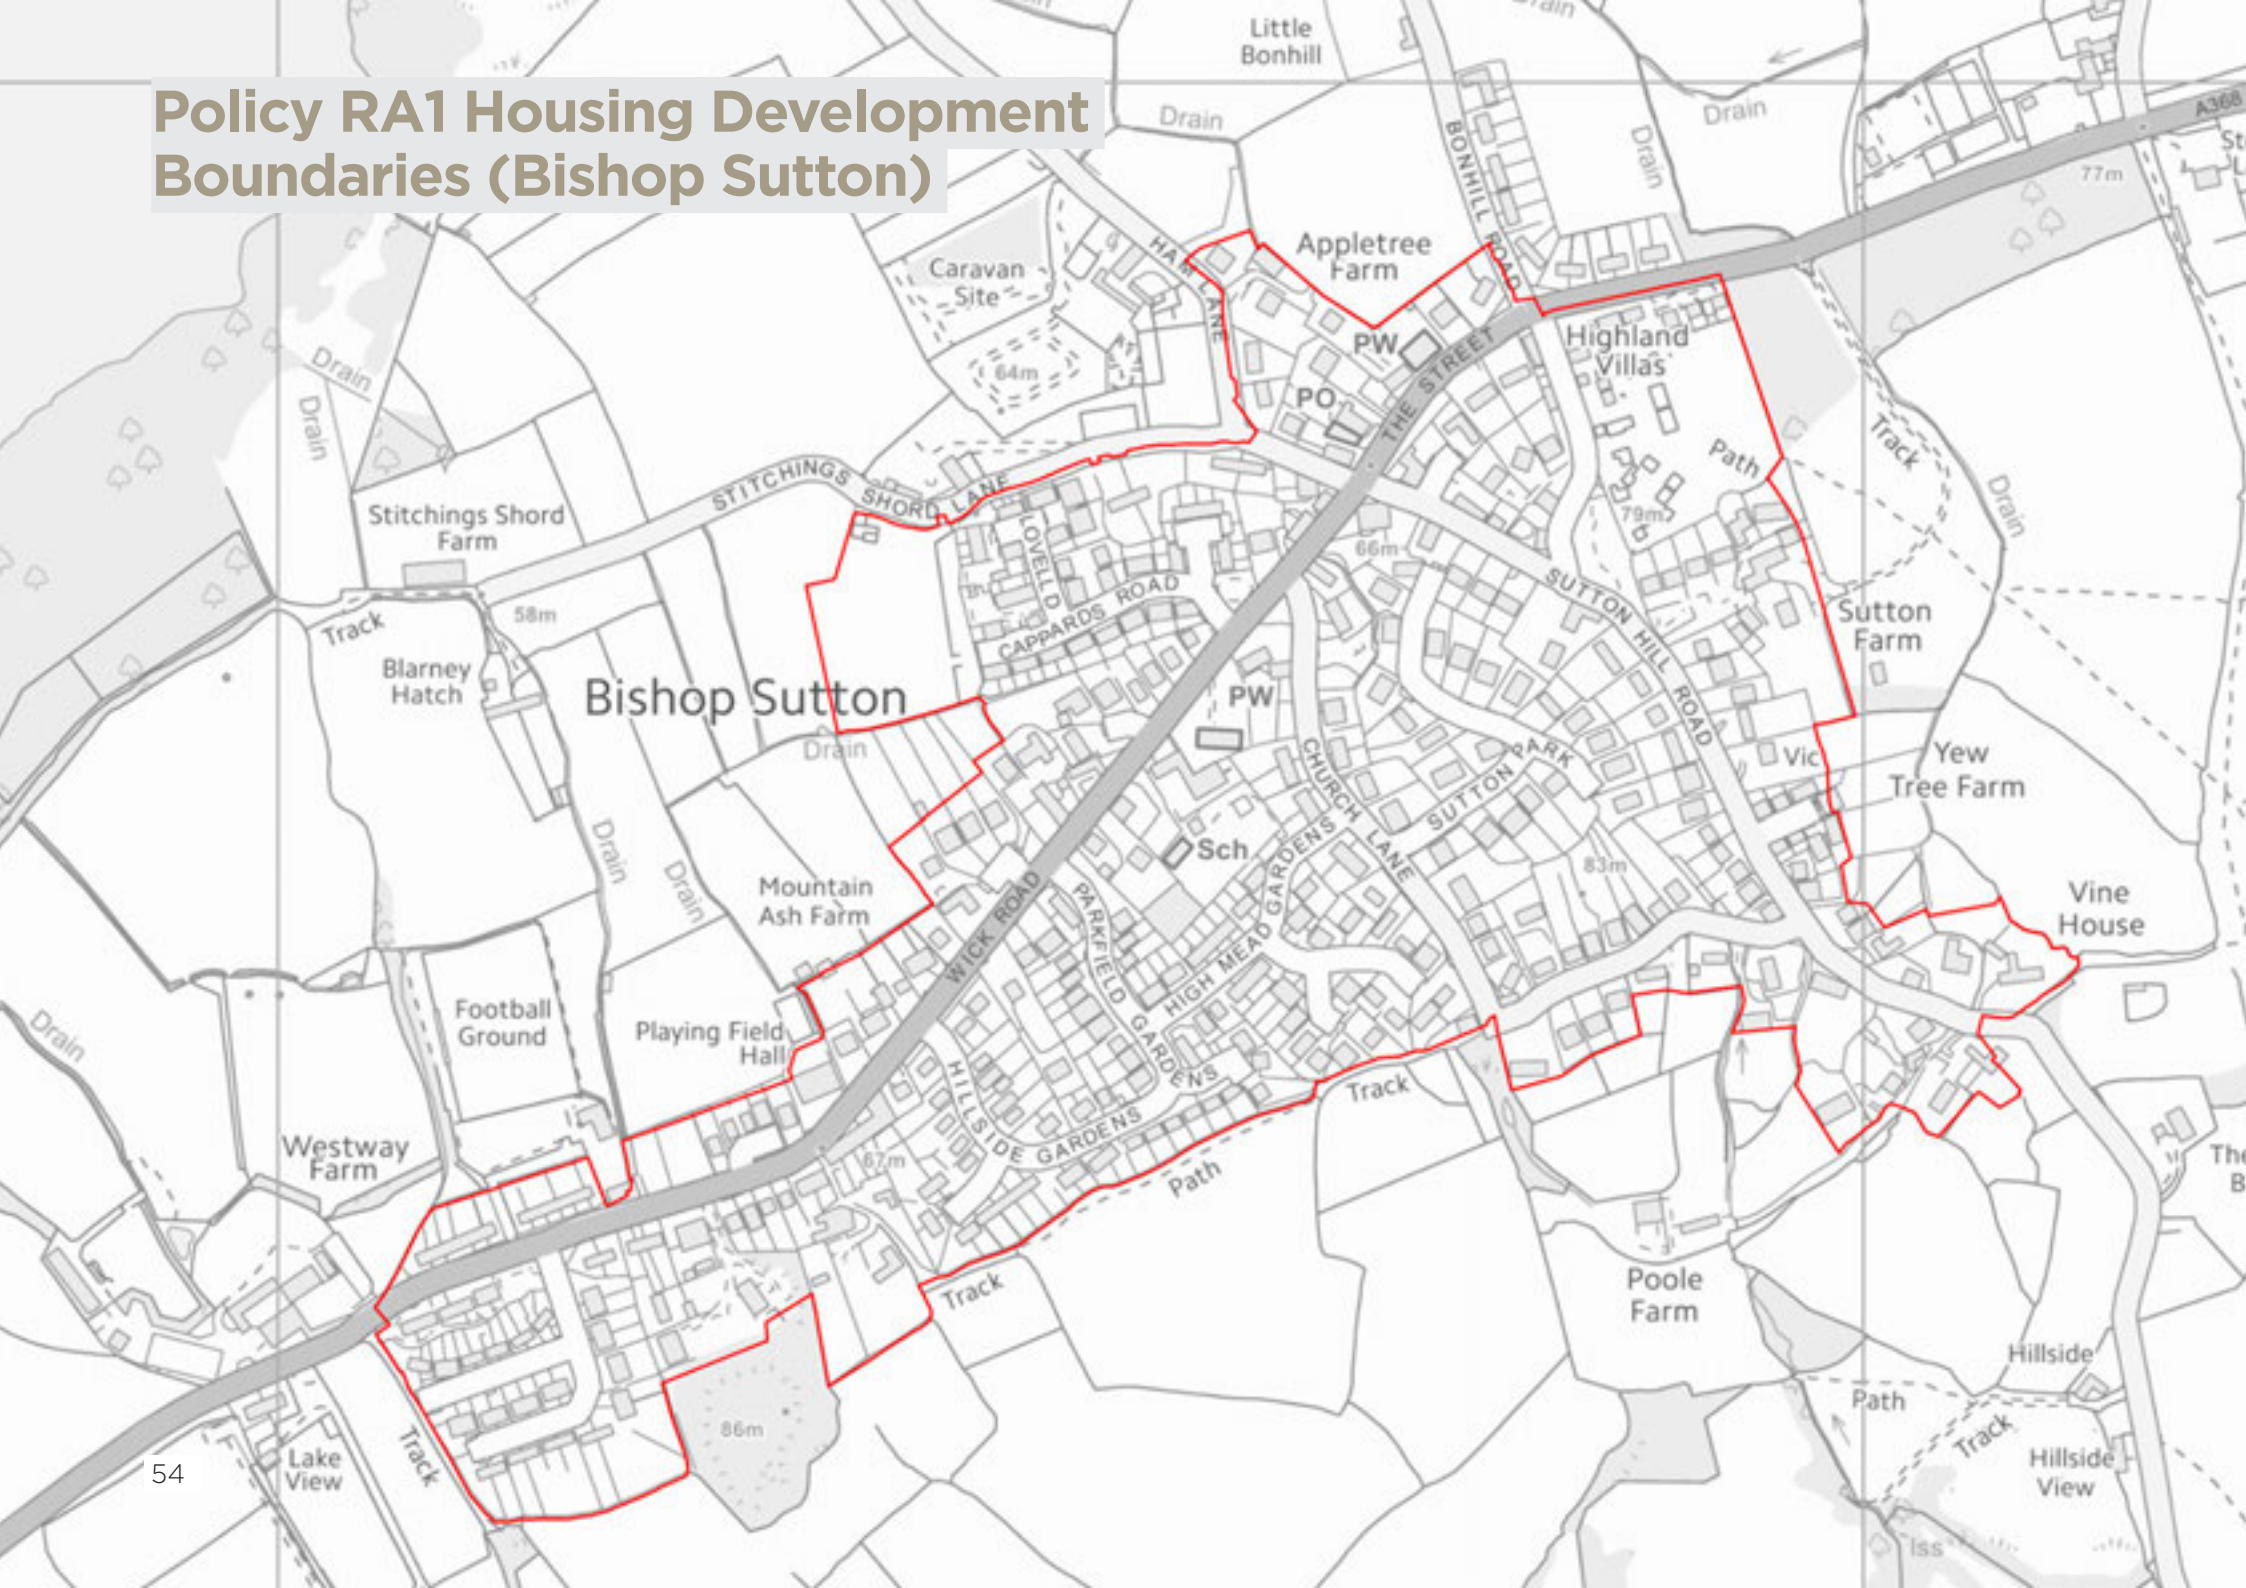 Policy RA1 Housing Development
Boundaries (Bishop Sutton)
Little
Bonhill
Drain
Drain
Drain
Drain
A368
77m
BONHILL ROAD
HAM LANE
Appletree
Farm
Caravan
Site
64m
PW
THE STREET
Highland
Villas
PO
Drain
Drain
Path
Track
Drain
STITCHINGS SHORD LANE
Stitchings Shord
Farm
LOVELL
79m
66m
58m
CAPPARDS ROAD
SUTTON HILL ROAD
Sutton
Farm
Track
Blarney
Hatch
Bishop Sutton
PW
Drain
CHURCH LANE
SUTTON PARK
Vic
Yew
Tree Farm
Drain
Drain
Sch
83m
Mountain
Ash Farm
WICK ROAD
PARKFIELD GARDENS
HIGH MEAD GARDENS
Vine
House
Football
Ground
Playing Field
Hall
Drain
HILLSIDE GARDENS
Track
Path
Westway
Farm
67m
The
B
Track
Poole
Farm
Hillside
86m
Path
Track
Track
Lake
View
Hillside
View
Iss
54